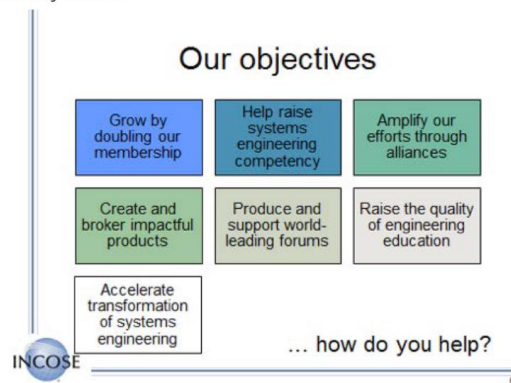 Our objectives
Grow by
doubling our
membership
Help raise
systems
engineering
competency
Amplify our
efforts through
alliances
Create and
broker impactful
products
Produce and
support world-
leading forums
Raise the quality
of engineering
education
Accelerate
transformation
of systems
engineering
... how do you help?
INCOSE